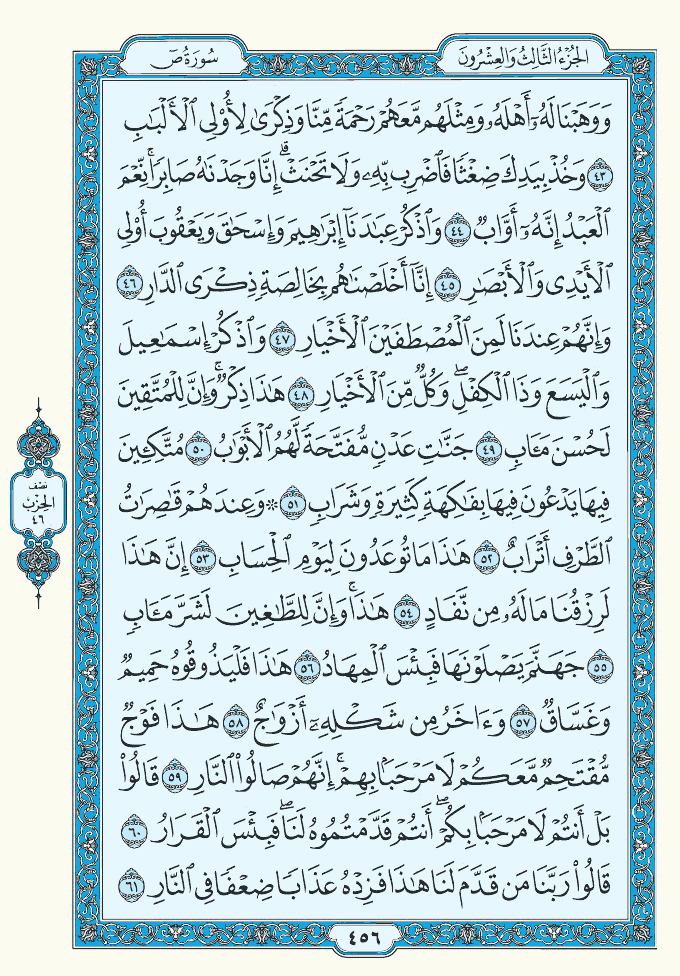 الجُزْءُ الثَّالِثُ وَالعِشْرُونَ
سُورَةُ صٓ
وَوَهَبْنَا لَهُۥٓ أَهْلَهُۥ وَمِثْلَهُم مَّعَهُمْ رَحْمَةً مِّنَّا وَذِكْرَىٰ لِأُو۟لِى ٱلْأَلْبَٰبِ
٤٣ وَخُذْ بِيَدِكَ ضِغْثًا فَٱضْرِب بِّهِۦ وَلَا تَحْنَثْ ۗ إِنَّا وَجَدْنَٰهُ صَابِرًا ۚ نِّعْمَ
ٱلْعَبْدُ إِنَّهُۥٓ أَوَّابٌ ٤٤ وَٱذْكُرْ عِبَٰدَنَآ إِبْرَٰهِيمَ وَإِسْحَٰقَ وَيَعْقُوبَ أُو۟لِى
ٱلْأَيْدِى وَٱلْأَبْصَٰرِ ٤٥ إِنَّآ أَخْلَصْنَٰهُم بِخَالِصَةٍ ذِكْرَى ٱلدَّارِ ٤٦
وَإِنَّهُمْ عِندَنَا لَمِنَ ٱلْمُصْطَفَيْنَ ٱلْأَخْيَارِ ٤٧ وَٱذْكُرْ إِسْمَٰعِيلَ
وَٱلْيَسَعَ وَذَا ٱلْكِفْلِ ۖ وَكُلٌّ مِّنَ ٱلْأَخْيَارِ ٤٨ هَٰذَا ذِكْرٌ ۚ وَإِنَّ لِلْمُتَّقِينَ
لَحُسْنَ مَـَٔابٍ ٤٩ جَنَّٰتِ عَدْنٍ مُّفَتَّحَةً لَّهُمُ ٱلْأَبْوَٰبُ ٥٠ مُتَّكِـِٔينَ
فِيهَا يَدْعُونَ فِيهَا بِفَٰكِهَةٍ كَثِيرَةٍ وَشَرَابٍ ٥١ ۞ وَعِندَهُمْ قَٰصِرَٰتُ
ٱلطَّرْفِ أَتْرَابٌ ٥٢ هَٰذَا مَا تُوعَدُونَ لِيَوْمِ ٱلْحِسَابِ ٥٣ إِنَّ هَٰذَا
لَرِزْقُنَا مَا لَهُۥ مِن نَّفَادٍ ٥٤ هَٰذَا ۚ وَإِنَّ لِلطَّٰغِينَ لَشَرَّ مَـَٔابٍ
٥٥ جَهَنَّمَ يَصْلَوْنَهَا فَبِئْسَ ٱلْمِهَادُ ٥٦ هَٰذَا فَلْيَذُوقُوهُ حَمِيمٌ
وَغَسَّاقٌ ٥٧ وَءَاخَرُ مِن شَكْلِهِۦٓ أَزْوَٰجٌ ٥٨ هَٰذَا فَوْجٌ
مُّقْتَحِمٌ مَّعَكُمْ لَا مَرْحَبًۢا بِهِمْ ۚ إِنَّهُمْ صَالُوا۟ ٱلنَّارِ ٥٩ قَالُوا۟
بَلْ أَنتُمْ لَا مَرْحَبًۢا بِكُمْ ۖ أَنتُمْ قَدَّمْتُمُوهُ لَنَا ۖ فَبِئْسَ ٱلْقَرَارُ ٦٠
قَالُوا۟ رَبَّنَا مَن قَدَّمَ لَنَا هَٰذَا فَزِدْهُ عَذَابًا ضِعْفًا فِى ٱلنَّارِ ٦١
نِصْف
الحِزْب
٤٦
٤٥٦